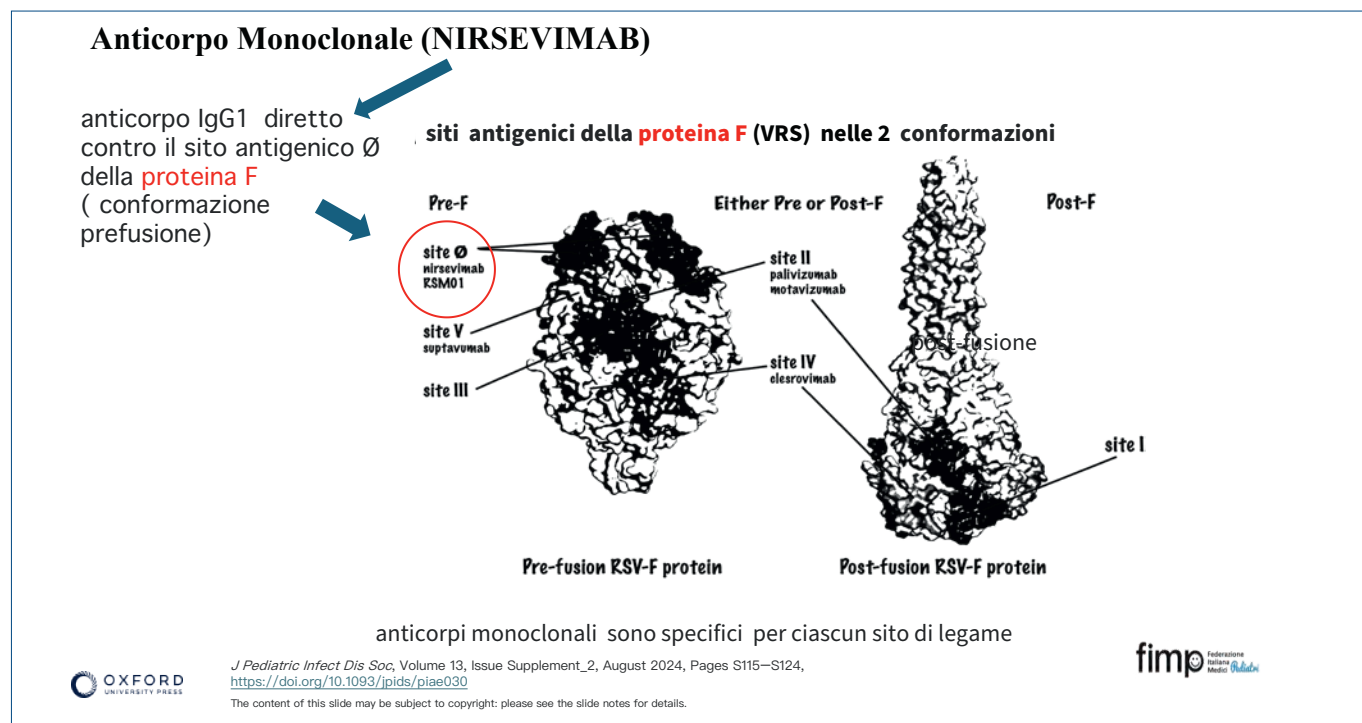 Anticorpo Monoclonale (NIRSEVIMAB)
anticorpo IgG1 diretto
contro il sito antigenico Ø
della proteina F
( conformazione
prefusione)
siti antigenici della proteina F (VRS) nelle 2 conformazioni
Pre-F
Either Pre or Post-F
Post-F
site Ø
nirsevimab
RSM01
site V
suptavumab
site III
site II
palivizumab
motavizumab
site IV
clesrovimab
post-fusione
site I
Pre-fusion RSV-F protein
Post-fusion RSV-F protein
anticorpi monoclonali sono specifici per ciascun sito di legame
OXFORD
UNIVERSITY PRESS
J Pediatric Infect Dis Soc, Volume 13, Issue Supplement_2, August 2024, Pages S115–S124,
https://doi.org/10.1093/jpids/piae030
The content of this slide may be subject to copyright: please see the slide notes for details.
fimp
Federazione
Italiana
Medici Pediatri